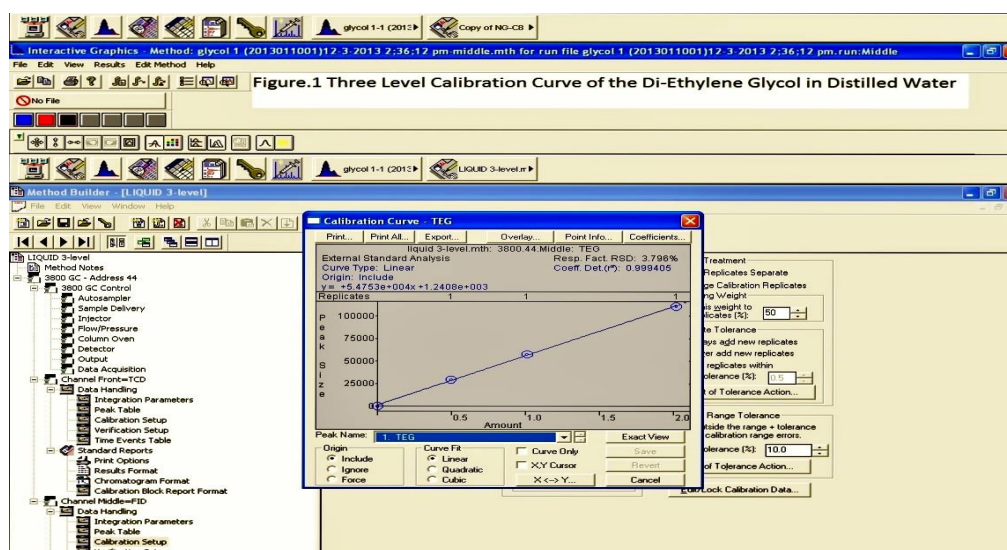 glycol 1-1 (2013
Copy of NG-CB
Interactive Graphics - Method: glycol 1 (2013011001)12-3-2013 2;36;12 pm-middle.mth for run file glycol 1 (2013011001)12-3-2013 2;36;12 pm.run:Middle
File Edit View Results Edit Method Help
Figure.1 Three Level Calibration Curve of the Di-Ethylene Glycol in Distilled Water
No File
glycol 1-1 (2013
LIQUID 3-level.m
Method Builder - [LIQUID 3-level]
File Edit View Window Help
LIQUID 3-level
Method Notes
3800 GC - Address 44
3800 GC Control
Autosampler
Sample Delivery
Injector
Flow/Pressure
Column Oven
Detector
Output
Data Acquisition
Channel Front=TCD
Data Handling
Integration Parameters
Peak Table
Calibration Setup
Verification Setup
Time Events Table
Standard Reports
Print Options
Results Format
Chromatogram Format
Calibration Block Report Format
Channel Middle=FID
Data Handling
Integration Parameters
Peak Table
Calibration Setup
Calibration Curve - TEG
Print... Print All... Export... Overlay... Point Info... Coefficients...
liquid 3-level.mth: 3800.44.Middle: TEG
External Standard Analysis Resp. Fact. RSD: 3.796%
Curve Type: Linear Coeff. Det.(r²): 0.999405
Origin: Include
y = +5.4753e+004x +1.2408e+003
Replicates 1 1 1
Peak Size
100000
75000
50000
25000
0
0.5 1.0 1.5 2.0
Amount
Peak Name: 1: TEG Exact View
Origin Curve Fit
Include Linear Curve Only Save
Ignore Quadratic X,Y Cursor Revert
Force Cubic X <-> Y... Cancel
Treatment
Replicates Separate
ge Calibration Replicates
ng Weight
is weight to
plicates (%): 50
te Tolerance
ays add new replicates
er add new replicates
replicates within
olerance (%): 0.5
t of Tolerance Action...
Range Tolerance
tside the range + tolerance
calibration range errors.
olerance (%): 10.0
of Tolerance Action...
Edit/Lock Calibration Data...